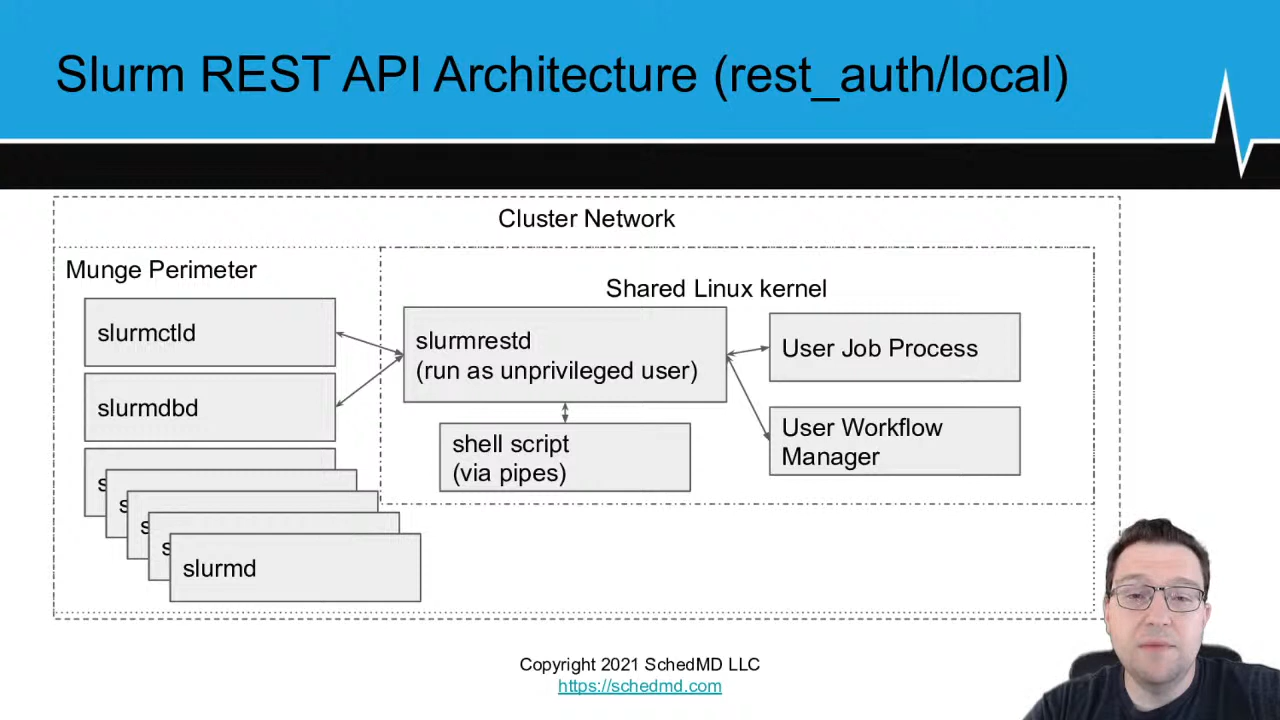 Slurm REST API Architecture (rest_auth/local)
Cluster Network
Munge Perimeter
Shared Linux kernel
slurmctld
slurmdbd
s
s
s
s
slurmd
slurmrestd
(run as unprivileged user)
shell script
(via pipes)
User Job Process
User Workflow
Manager
Copyright 2021 SchedMD LLC
https://schedmd.com